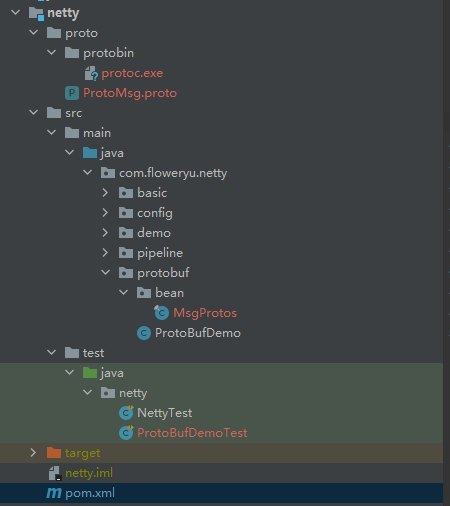 netty
proto
protobin
protoc.exe
ProtoMsg.proto
src
main
java
com.floweryu.netty
basic
config
demo
pipeline
protobuf
bean
MsgProtos
ProtoBufDemo
test
java
netty
NettyTest
ProtoBufDemoTest
target
netty.iml
pom.xml